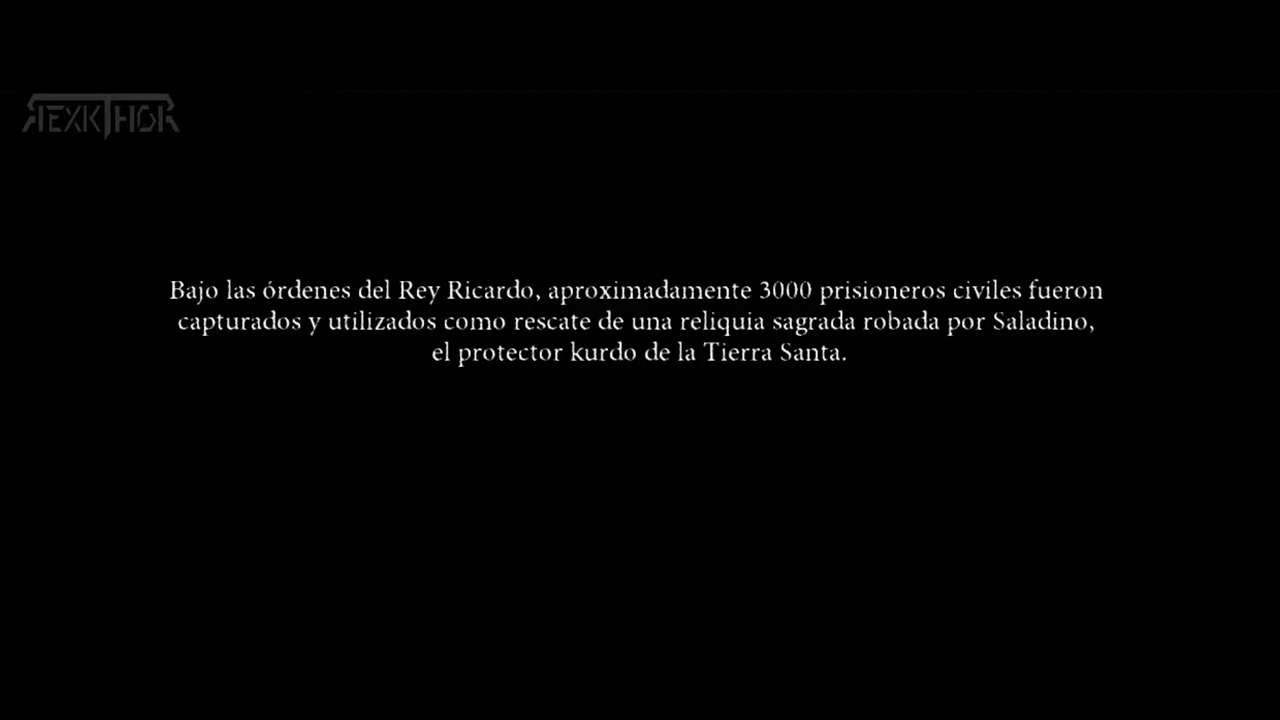 TEXKTHOR
Bajo las órdenes del Rey Ricardo, aproximadamente 3000 prisioneros civiles fueron
capturados y utilizados como rescate de una reliquia sagrada robada por Saladino,
el protector kurdo de la Tierra Santa.